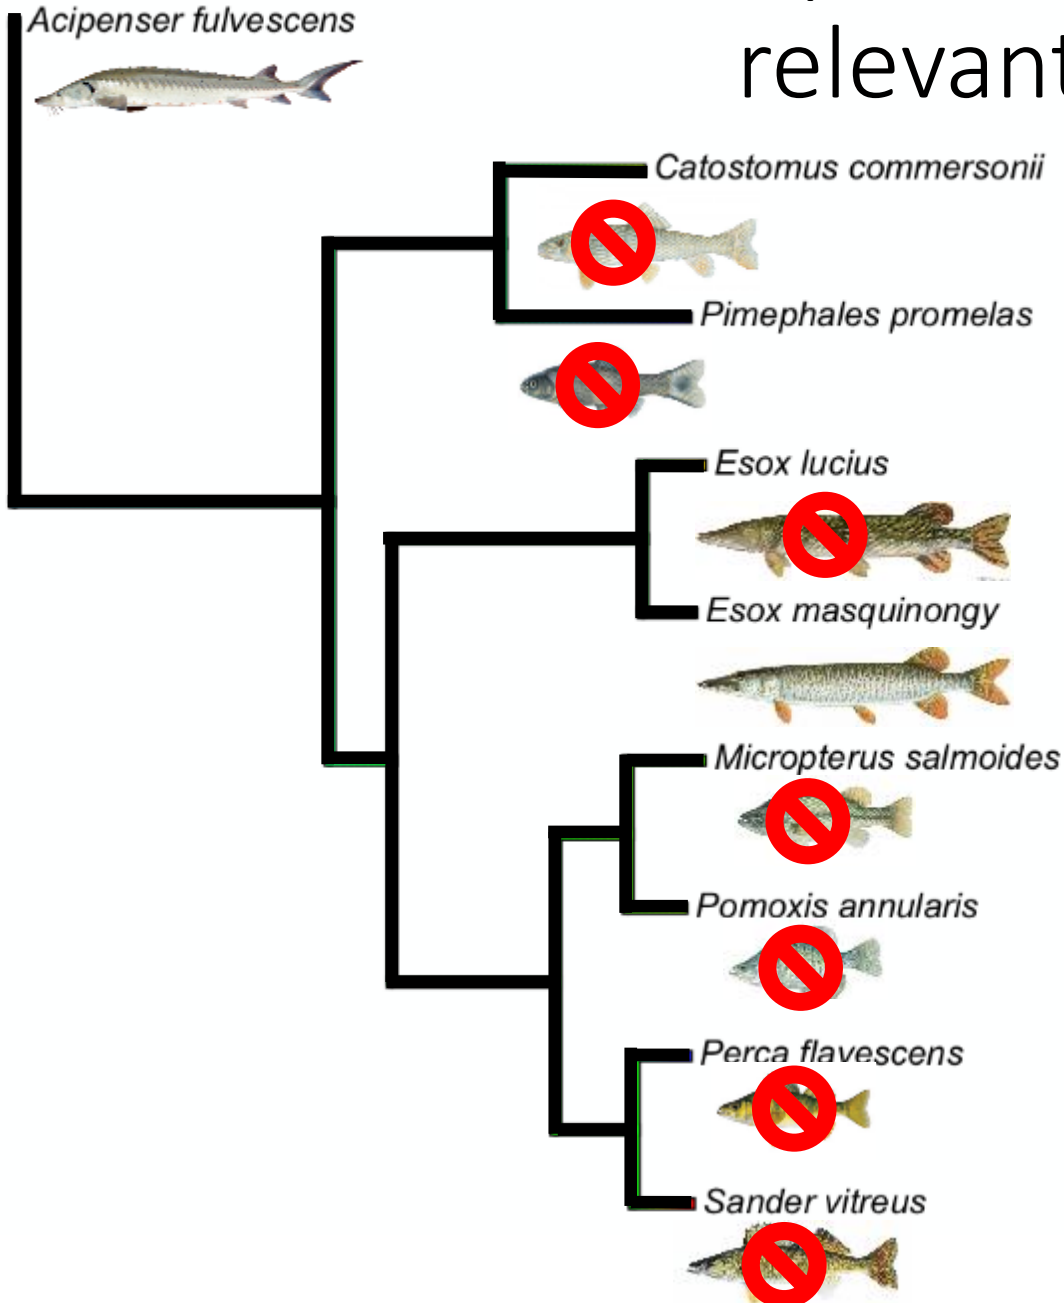 Acipenser fulvescens
relevant
Catostomus commersonii
Pimephales promelas
Esox lucius
Esox masquinongy
Micropterus salmoides
Pomoxis annularis
Perca flavescens
Sander vitreus